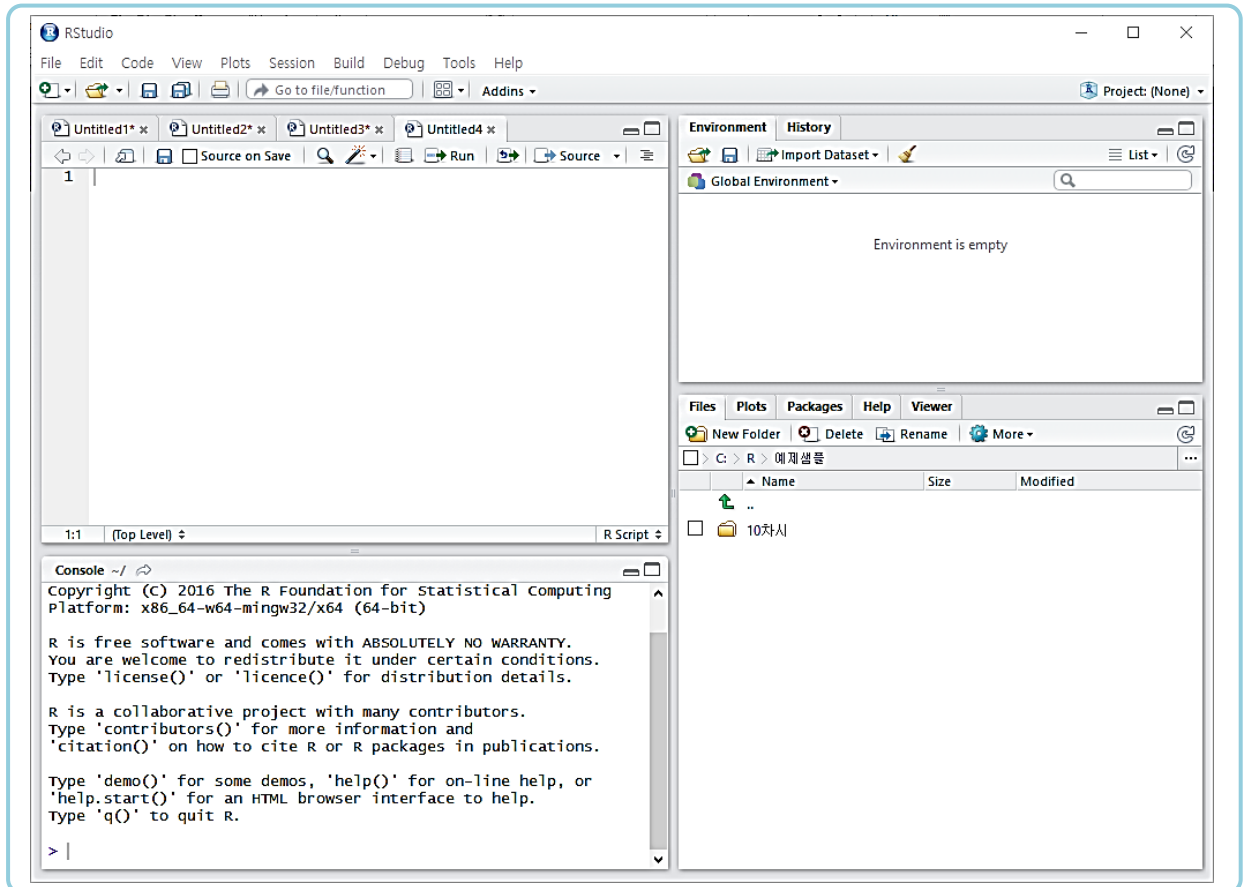 RStudio
File Edit Code View Plots Session Build Debug Tools Help
Go to file/function Addins Project: (None)
Untitled1* Untitled2* Untitled3* Untitled4
Source on Save Run Source
1
1:1 (Top Level) R Script
Console ~/
Copyright (C) 2016 The R Foundation for Statistical Computing
Platform: x86_64-w64-mingw32/x64 (64-bit)
R is free software and comes with ABSOLUTELY NO WARRANTY.
You are welcome to redistribute it under certain conditions.
Type 'license()' or 'licence()' for distribution details.
R is a collaborative project with many contributors.
Type 'contributors()' for more information and
'citation()' on how to cite R or R packages in publications.
Type 'demo()' for some demos, 'help()' for on-line help, or
'help.start()' for an HTML browser interface to help.
Type 'q()' to quit R.
>
Environment History
Import Dataset List
Global Environment
Environment is empty
Files Plots Packages Help Viewer
New Folder Delete Rename More
C: > R > 예제샘플 ...
Name Size Modified
..
10차시